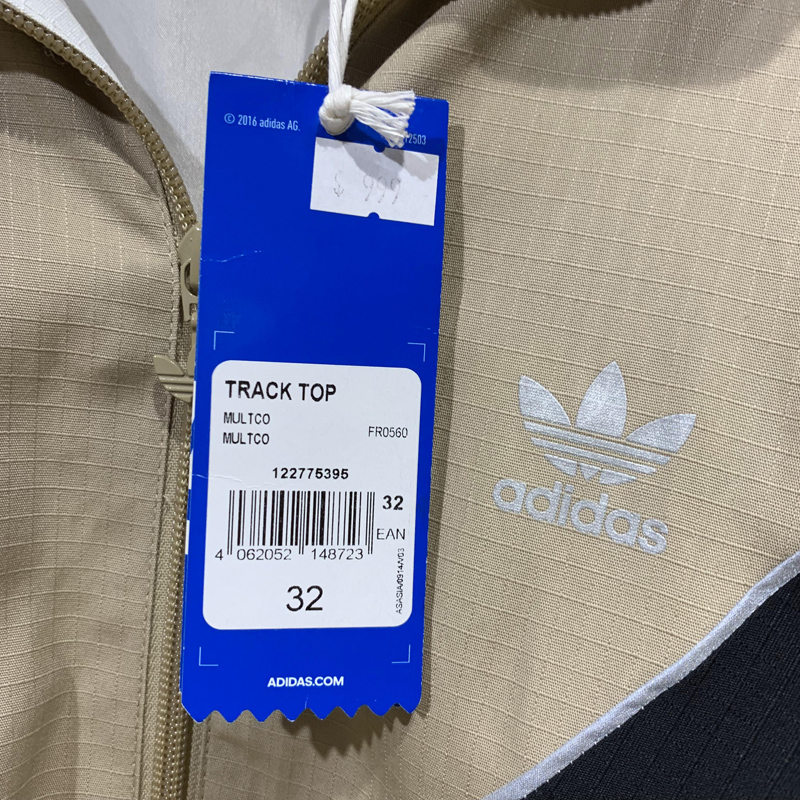 © 2016 adidas AG.
$ 999
TRACK TOP
MULTCO
MULTCO
FR0560
122775395
32
EAN
4 062052 148723
32
ADIDAS.COM
adidas